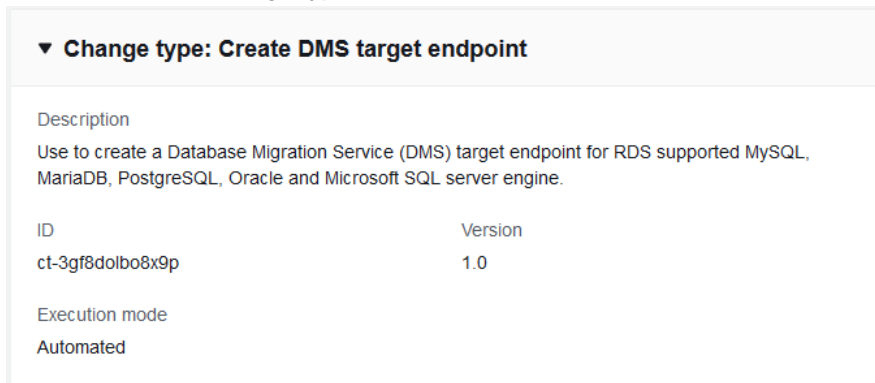 ▼ Change type: Create DMS target endpoint
Description
Use to create a Database Migration Service (DMS) target endpoint for RDS supported MySQL,
MariaDB, PostgreSQL, Oracle and Microsoft SQL server engine.
ID
Version
ct-3gf8dolbo8x9p
1.0
Execution mode
Automated